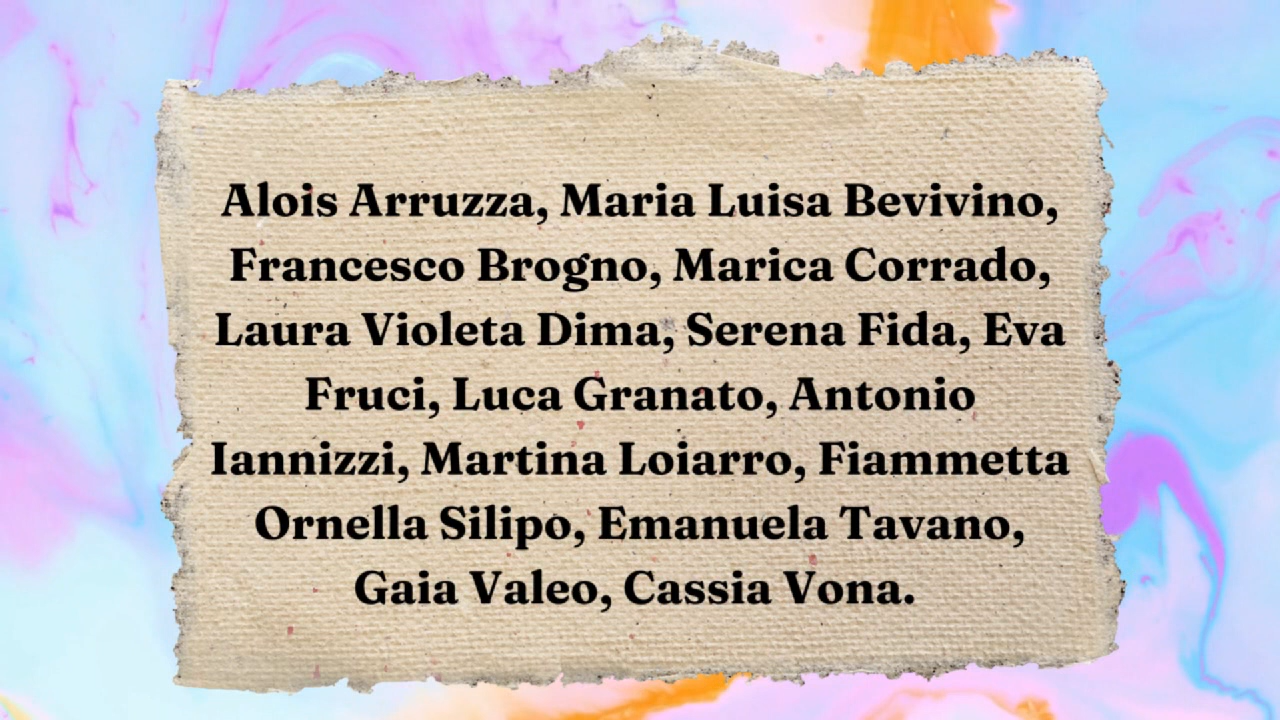 Alois Arruzza, Maria Luisa Bevivino,
Francesco Brogno, Marica Corrado,
Laura Violeta Dima, Serena Fida, Eva
Fruci, Luca Granato, Antonio
Iannizzi, Martina Loiarro, Fiammetta
Ornella Silipo, Emanuela Tavano,
Gaia Valeo, Cassia Vona.